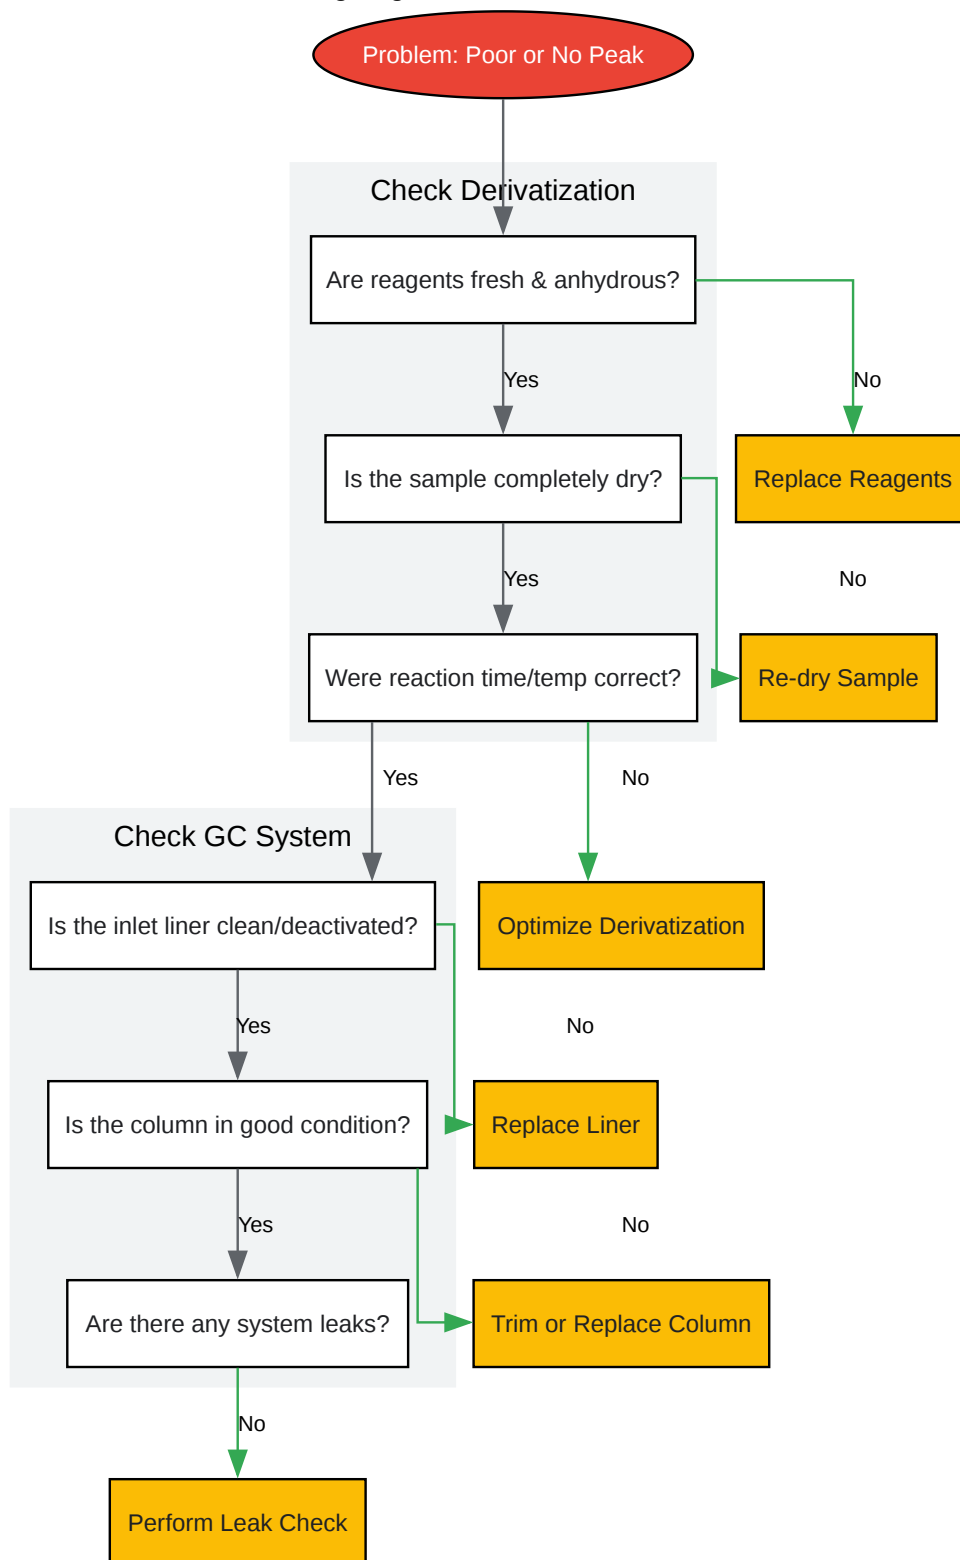 Problem: Poor or No Peak
Check Derivatization
Are reagents fresh & anhydrous?
Yes
No
Is the sample completely dry?
Replace Reagents
Yes
No
Were reaction time/temp correct?
Re-dry Sample
Yes
No
Check GC System
Is the inlet liner clean/deactivated?
Optimize Derivatization
Yes
No
Is the column in good condition?
Replace Liner
Yes
No
Are there any system leaks?
Trim or Replace Column
No
Perform Leak Check